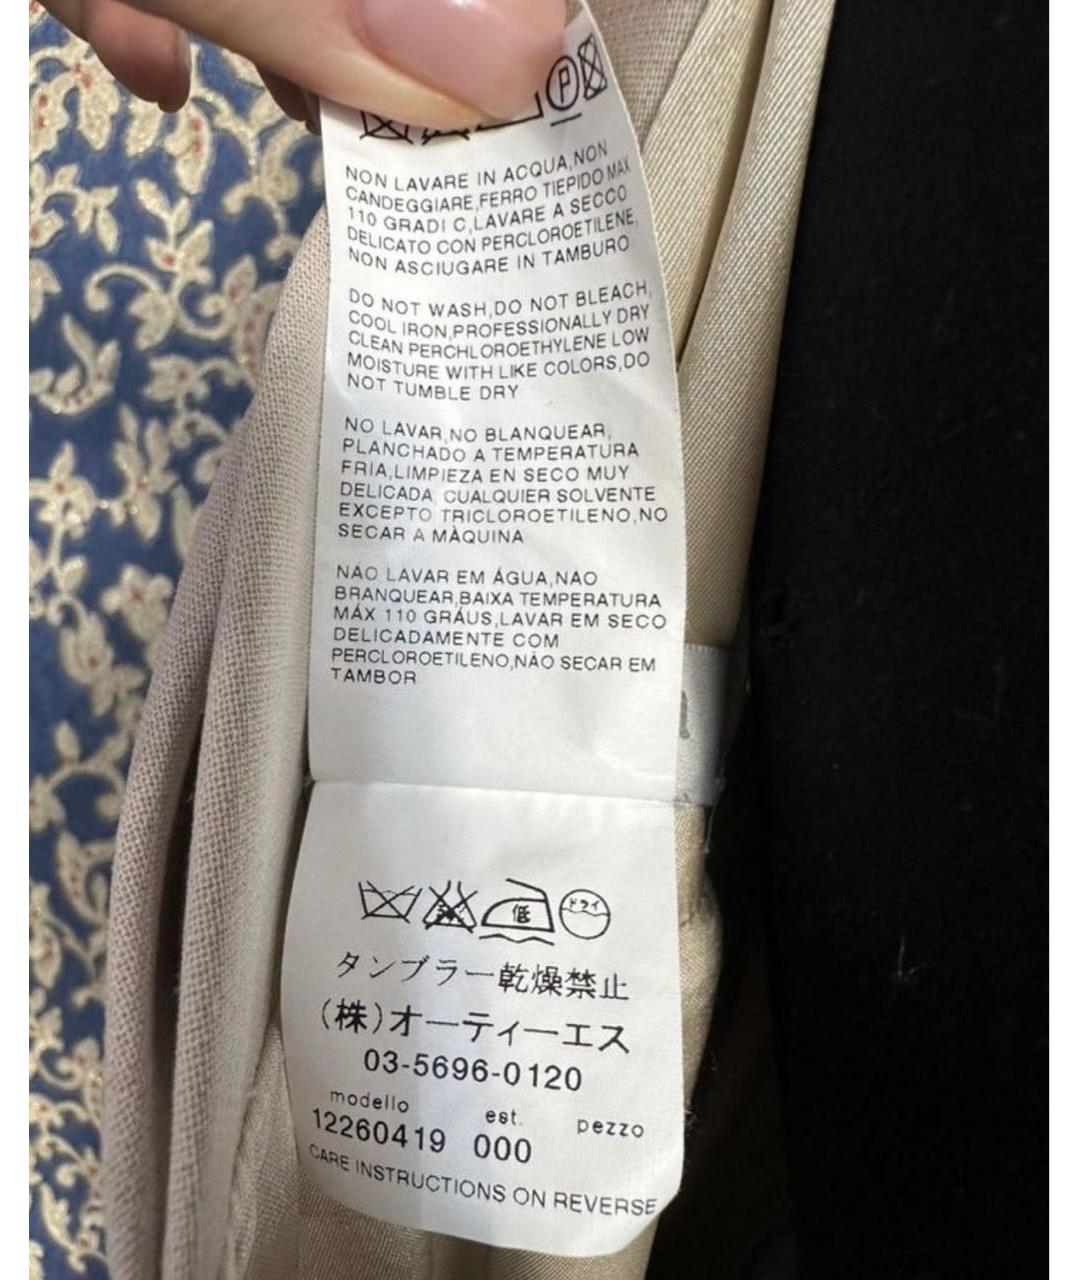 P
NON LAVARE IN ACQUA,NON
CANDEGGIARE,FERRO TIEPIDO MAX
110 GRADI C,LAVARE A SECCO
DELICATO CON PERCLOROETILENE,
NON ASCIUGARE IN TAMBURO
DO NOT WASH,DO NOT BLEACH,
COOL IRON,PROFESSIONALLY DRY
CLEAN PERCHLOROETHYLENE LOW
MOISTURE WITH LIKE COLORS,DO
NOT TUMBLE DRY
NO LAVAR,NO BLANQUEAR,
PLANCHADO A TEMPERATURA
FRIA,LIMPIEZA EN SECO MUY
DELICADA, CUALQUIER SOLVENTE
EXCEPTO TRICLOROETILENO,NO
SECAR A MÀQUINA
NÃO LAVAR EM ÁGUA,NAO
BRANQUEAR,BAIXA TEMPERATURA
MÁX 110 GRÁUS,LAVAR EM SECO
DELICADAMENTE COM
PERCLOROETILENO,NÃO SECAR EM
TAMBOR
低 ドライ
タンブラー乾燥禁止
(株)オーティーエス
03-5696-0120
modello est. pezzo
12260419 000
CARE INSTRUCTIONS ON REVERSE